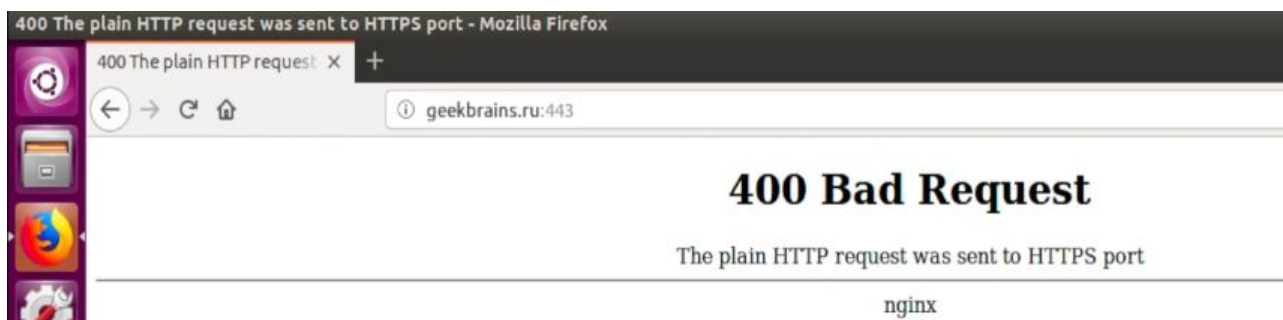 400 The plain HTTP request was sent to HTTPS port - Mozilla Firefox
400 The plain HTTP request
geekbrains.ru:443
400 Bad Request
The plain HTTP request was sent to HTTPS port
nginx